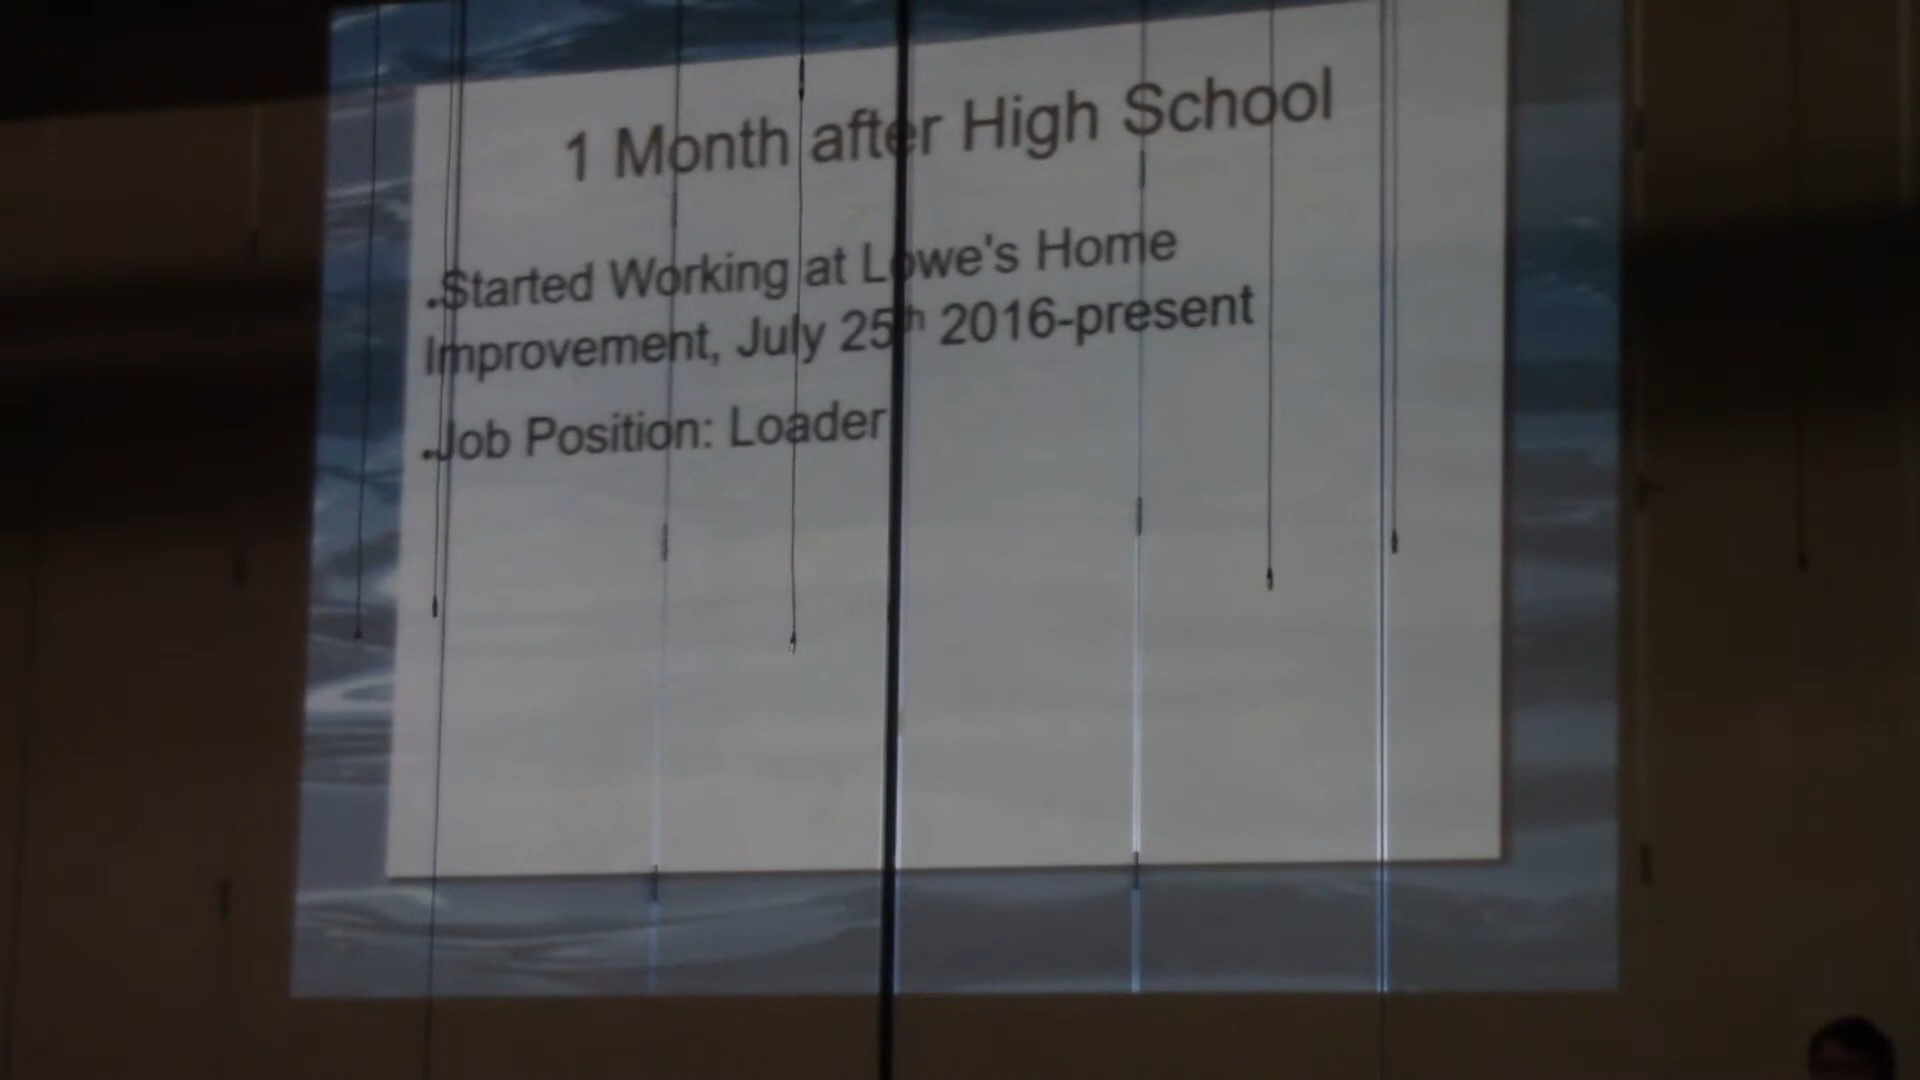 1 Month after High School
.Started Working at Lowe's Home
Improvement, July 25th 2016-present
.Job Position: Loader